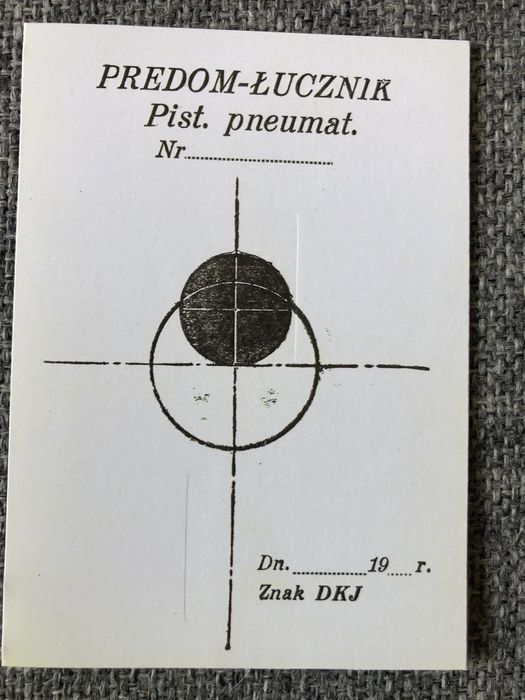 PREDOM-ŁUCZNIK
Pist. pneumat.
Nr....................................
Dn. ................ 19 ..... r.
Znak DKJ